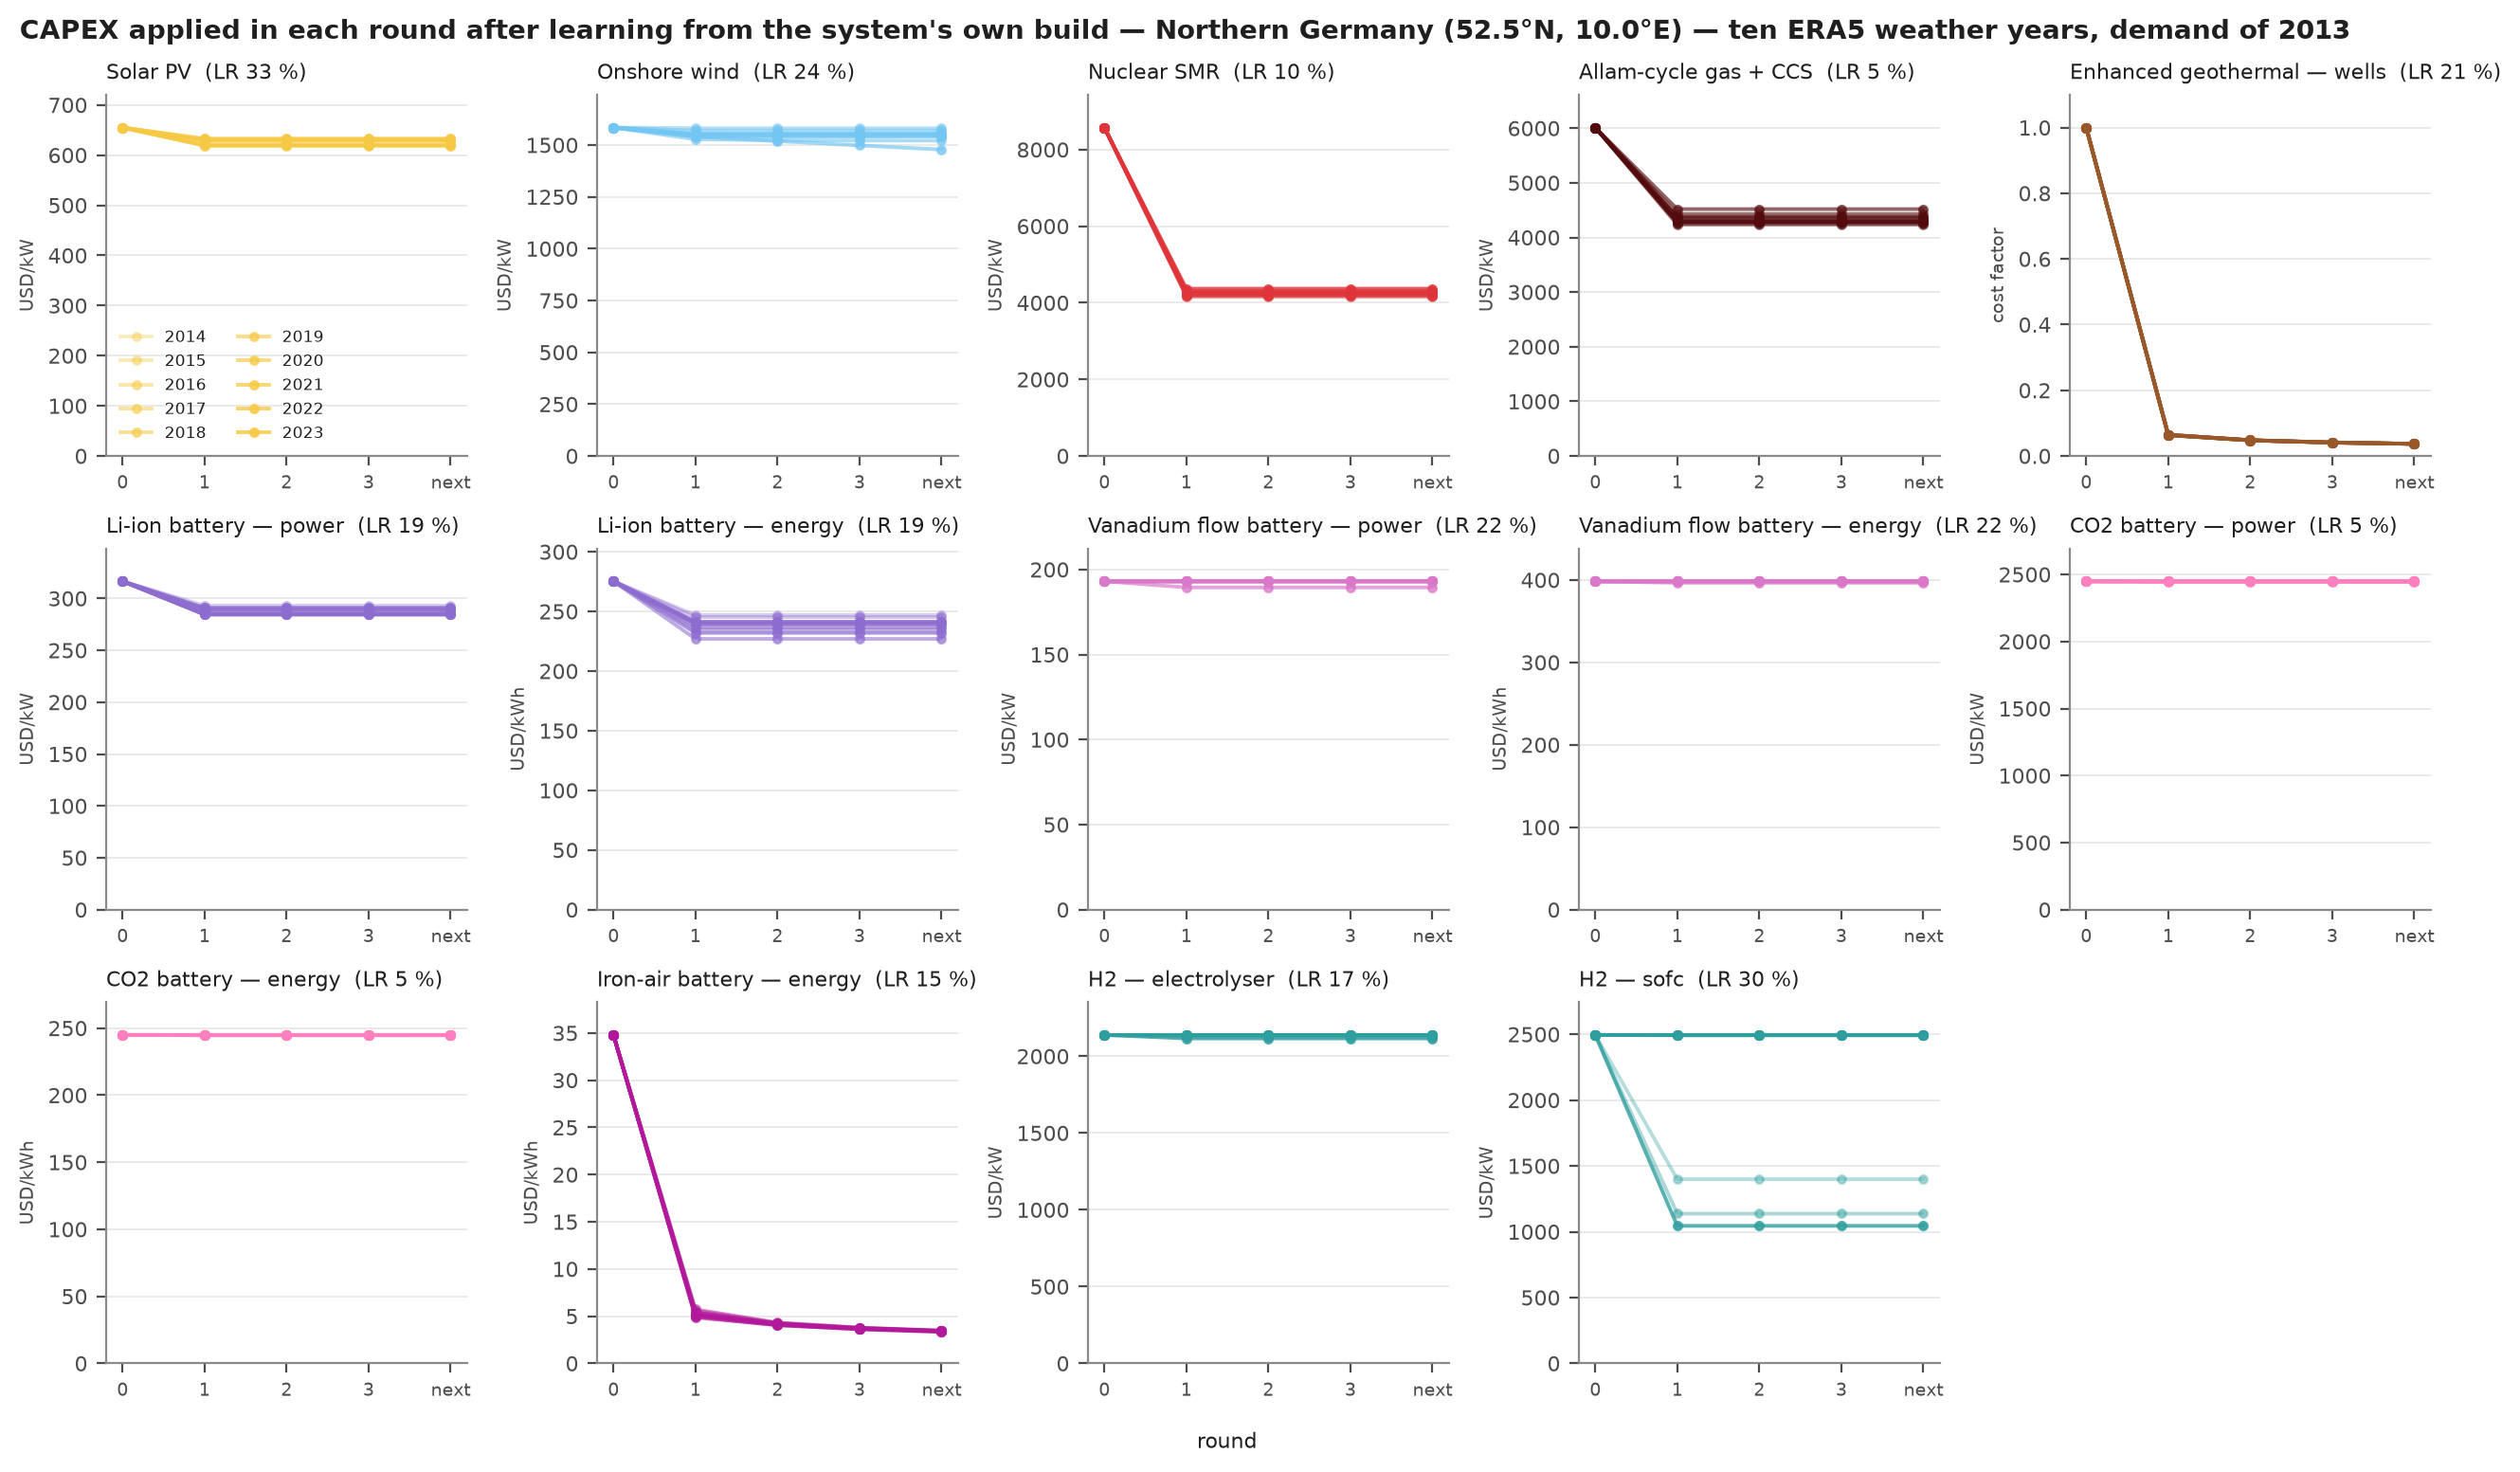 CAPEX applied in each round after learning from the system's own build — Northern Germany (52.5°N, 10.0°E) — ten ERA5 weather years, demand of 2013
Solar PV  (LR 33 %)
USD/kW
700
600
500
400
300
200
100
0
2014
2015
2016
2017
2018
2019
2020
2021
2022
2023
0 1 2 3 next
Onshore wind  (LR 24 %)
USD/kW
1500
1250
1000
750
500
250
0
0 1 2 3 next
Nuclear SMR  (LR 10 %)
USD/kW
8000
6000
4000
2000
0
0 1 2 3 next
Allam-cycle gas + CCS  (LR 5 %)
USD/kW
6000
5000
4000
3000
2000
1000
0
0 1 2 3 next
Enhanced geothermal — wells  (LR 21 %)
cost factor
1.0
0.8
0.6
0.4
0.2
0.0
0 1 2 3 next
Li-ion battery — power  (LR 19 %)
USD/kW
300
250
200
150
100
50
0
0 1 2 3 next
Li-ion battery — energy  (LR 19 %)
USD/kWh
300
250
200
150
100
50
0
0 1 2 3 next
Vanadium flow battery — power  (LR 22 %)
USD/kW
200
150
100
50
0
0 1 2 3 next
Vanadium flow battery — energy  (LR 22 %)
USD/kWh
400
300
200
100
0
0 1 2 3 next
CO2 battery — power  (LR 5 %)
USD/kW
2500
2000
1500
1000
500
0
0 1 2 3 next
CO2 battery — energy  (LR 5 %)
USD/kWh
250
200
150
100
50
0
0 1 2 3 next
Iron-air battery — energy  (LR 15 %)
USD/kWh
35
30
25
20
15
10
5
0
0 1 2 3 next
H2 — electrolyser  (LR 17 %)
USD/kW
2000
1500
1000
500
0
0 1 2 3 next
H2 — sofc  (LR 30 %)
USD/kW
2500
2000
1500
1000
500
0
0 1 2 3 next
round